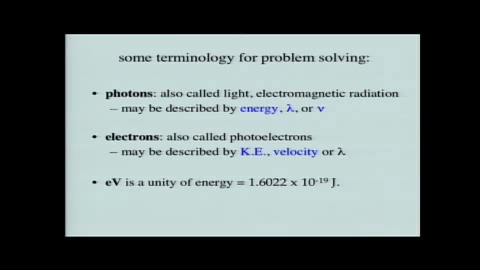 some terminology for problem solving:
• photons: also called light, electromagnetic radiation
– may be described by energy, λ, or ν
• electrons: also called photoelectrons
– may be described by K.E., velocity or λ
• eV is a unity of energy = 1.6022 x 10⁻¹⁹ J.